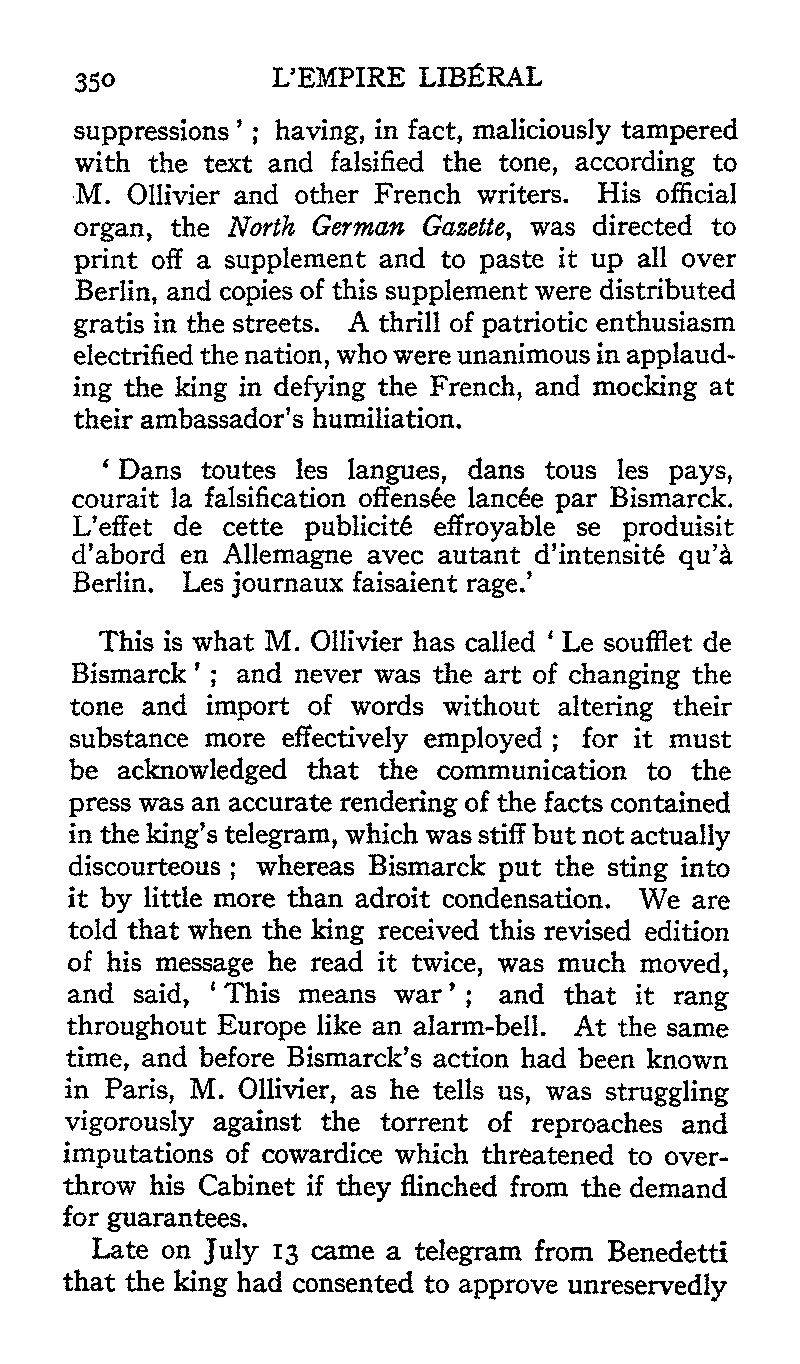 350 L'EMPIRE LIBÉRAL
suppressions ' ; having, in fact, maliciously tampered
with the text and falsified the tone, according to
M. Ollivier and other French writers. His official
organ, the North German Gazette, was directed to
print off a supplement and to paste it up all over
Berlin, and copies of this supplement were distributed
gratis in the streets. A thrill of patriotic enthusiasm
electrified the nation, who were unanimous in applaud-
ing the king in defying the French, and mocking at
their ambassador's humiliation.
' Dans toutes les langues, dans tous les pays,
courait la falsification offensée lancée par Bismarck.
L'effet de cette publicité effroyable se produisit
d'abord en Allemagne avec autant d'intensité qu'à
Berlin. Les journaux faisaient rage.'
This is what M. Ollivier has called ' Le soufflet de
Bismarck ' ; and never was the art of changing the
tone and import of words without altering their
substance more effectively employed ; for it must
be acknowledged that the communication to the
press was an accurate rendering of the facts contained
in the king's telegram, which was stiff but not actually
discourteous ; whereas Bismarck put the sting into
it by little more than adroit condensation. We are
told that when the king received this revised edition
of his message he read it twice, was much moved,
and said, ' This means war ' ; and that it rang
throughout Europe like an alarm-bell. At the same
time, and before Bismarck's action had been known
in Paris, M. Ollivier, as he tells us, was struggling
vigorously against the torrent of reproaches and
imputations of cowardice which threatened to over-
throw his Cabinet if they flinched from the demand
for guarantees.
Late on July 13 came a telegram from Benedetti
that the king had consented to approve unreservedly